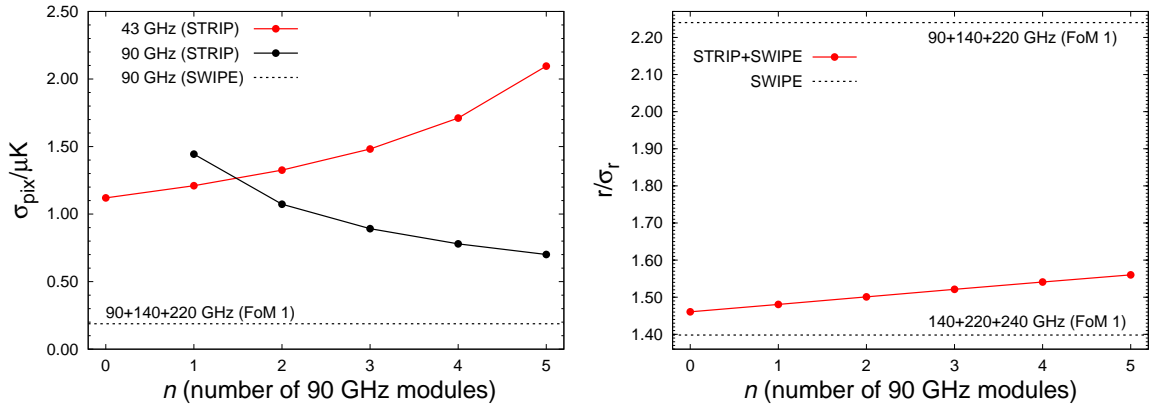 σpix/μK
2.50
2.00
1.50
1.00
0.50
0.00
43 GHz (STRIP)
90 GHz (STRIP)
90 GHz (SWIPE)
90+140+220 GHz (FoM 1)
0 1 2 3 4 5
n (number of 90 GHz modules)
r/σr
2.20
2.10
2.00
1.90
1.80
1.70
1.60
1.50
1.40
90+140+220 GHz (FoM 1)
STRIP+SWIPE
SWIPE
140+220+240 GHz (FoM 1)
0 1 2 3 4 5
n (number of 90 GHz modules)